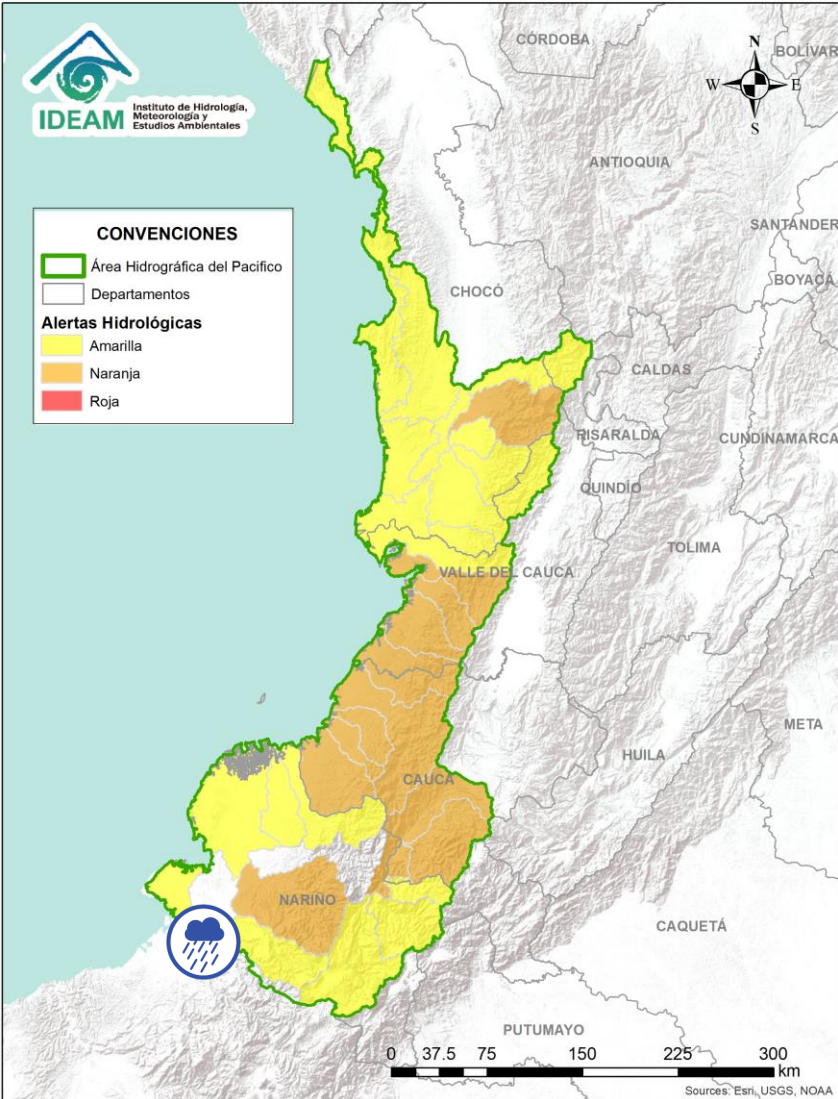 CÓRDOBA
BOLÍVAR
N
W E
S
IDEAM
Instituto de Hidrología,
Meteorología y
Estudios Ambientales
ANTIOQUIA
SANTANDER
CONVENCIONES
Área Hidrográfica del Pacifico
Departamentos
Alertas Hidrológicas
Amarilla
Naranja
Roja
BOYACÁ
CHOCÓ
CALDAS
RISARALDA
CUNDINAMARCA
QUINDÍO
TOLIMA
VALLE DEL CAUCA
META
HUILA
CAUCA
NARIÑO
CAQUETÁ
PUTUMAYO
0 37.5 75 150 225 300
km
Sources: Esri, USGS, NOAA